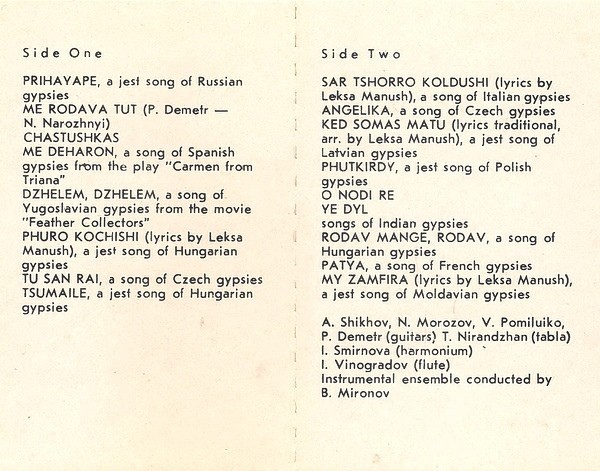 Side One
PRIHAYAPE, a jest song of Russian
gypsies
ME RODAVA TUT (P. Demetr —
N. Narozhnyi)
CHASTUSHKAS
ME DEHARON, a song of Spanish
gypsies from the play "Carmen from
Triana"
DZHELEM, DZHELEM, a song of
Yugoslavian gypsies from the movie
"Feather Collectors"
PHURO KOCHISHI (lyrics by Leksa
Manush), a jest song of Hungarian
gypsies
TU SAN RAI, a song of Czech gypsies
TSUMAILE, a jest song of Hungarian
gypsies
Side Two
SAR TSHORRO KOLDUSHI (lyrics by
Leksa Manush), a song of Italian gypsies
ANGELIKA, a song of Czech gypsies
KED SOMAS MATU (lyrics traditional,
arr. by Leksa Manush), a jest song of
Latvian gypsies
PHUTKIRDY, a jest song of Polish
gypsies
O NODI RE
YE DYL
songs of Indian gypsies
RODAV MANGE, RODAV, a song of
Hungarian gypsies
PATYA, a song of French gypsies
MY ZAMFIRA (lyrics by Leksa Manush),
a jest song of Moldavian gypsies
A. Shikhov, N. Morozov, V. Pomiluiko,
P. Demetr (guitars) T. Nirandzhan (tabla)
I. Smirnova (harmonium)
I. Vinogradov (flute)
Instrumental ensemble conducted by
B. Mironov